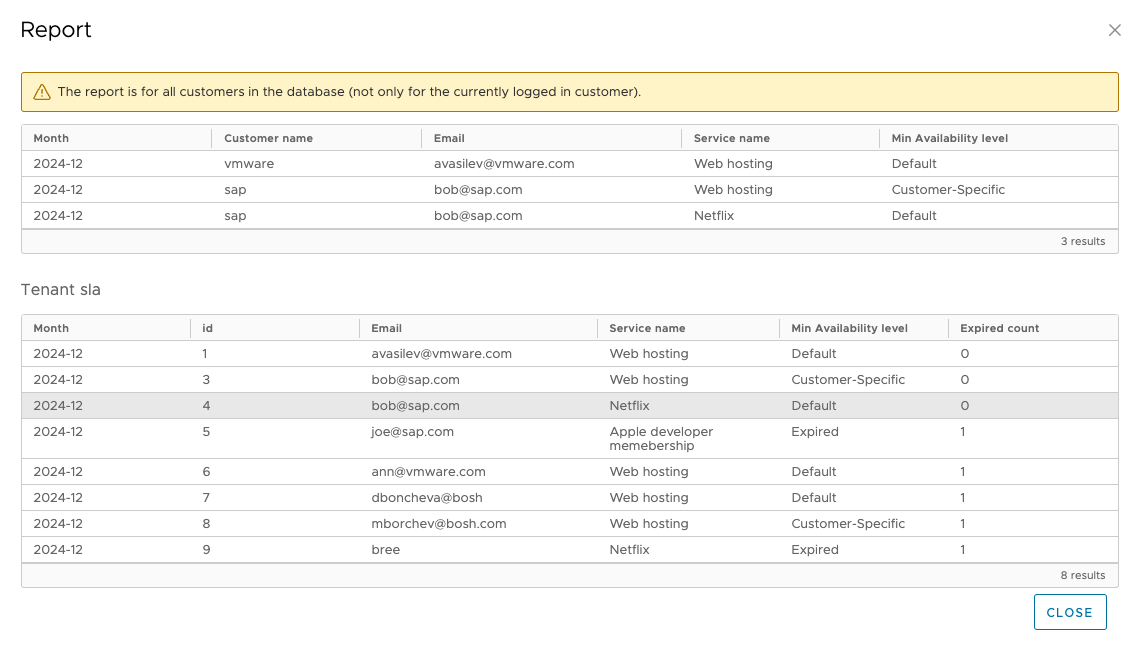 Report
The report is for all customers in the database (not only for the currently logged in customer).
Month Customer name Email Service name Min Availability level
2024-12 vmware avasilev@vmware.com Web hosting Default
2024-12 sap bob@sap.com Web hosting Customer-Specific
2024-12 sap bob@sap.com Netflix Default
3 results
Tenant sla
Month id Email Service name Min Availability level Expired count
2024-12 1 avasilev@vmware.com Web hosting Default 0
2024-12 3 bob@sap.com Web hosting Customer-Specific 0
2024-12 4 bob@sap.com Netflix Default 0
2024-12 5 joe@sap.com Apple developer Expired 1
memebership
2024-12 6 ann@vmware.com Web hosting Default 1
2024-12 7 dboncheva@bosh Web hosting Default 1
2024-12 8 mborchev@bosh.com Web hosting Customer-Specific 1
2024-12 9 bree Netflix Expired 1
8 results
CLOSE